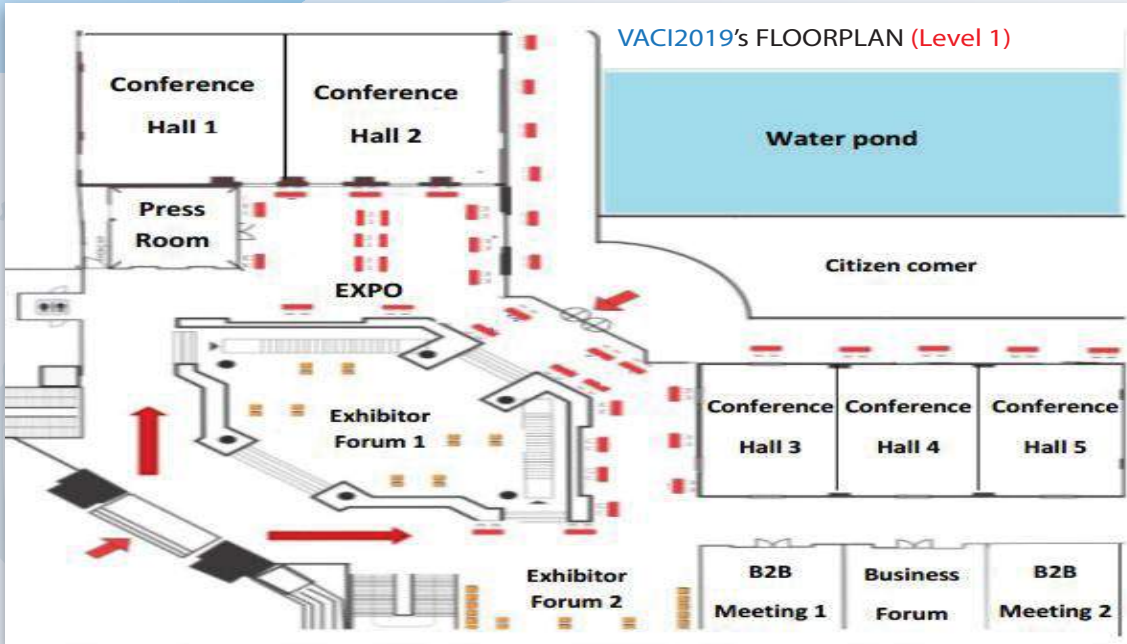 VACI2019's FLOORPLAN (Level 1)
Conference
Hall 1
Conference
Hall 2
Water pond
Press
Room
Citizen comer
EXPO
Exhibitor
Forum 1
Conference
Hall 3
Conference
Hall 4
Conference
Hall 5
Exhibitor
Forum 2
B2B
Meeting 1
Business
Forum
B2B
Meeting 2